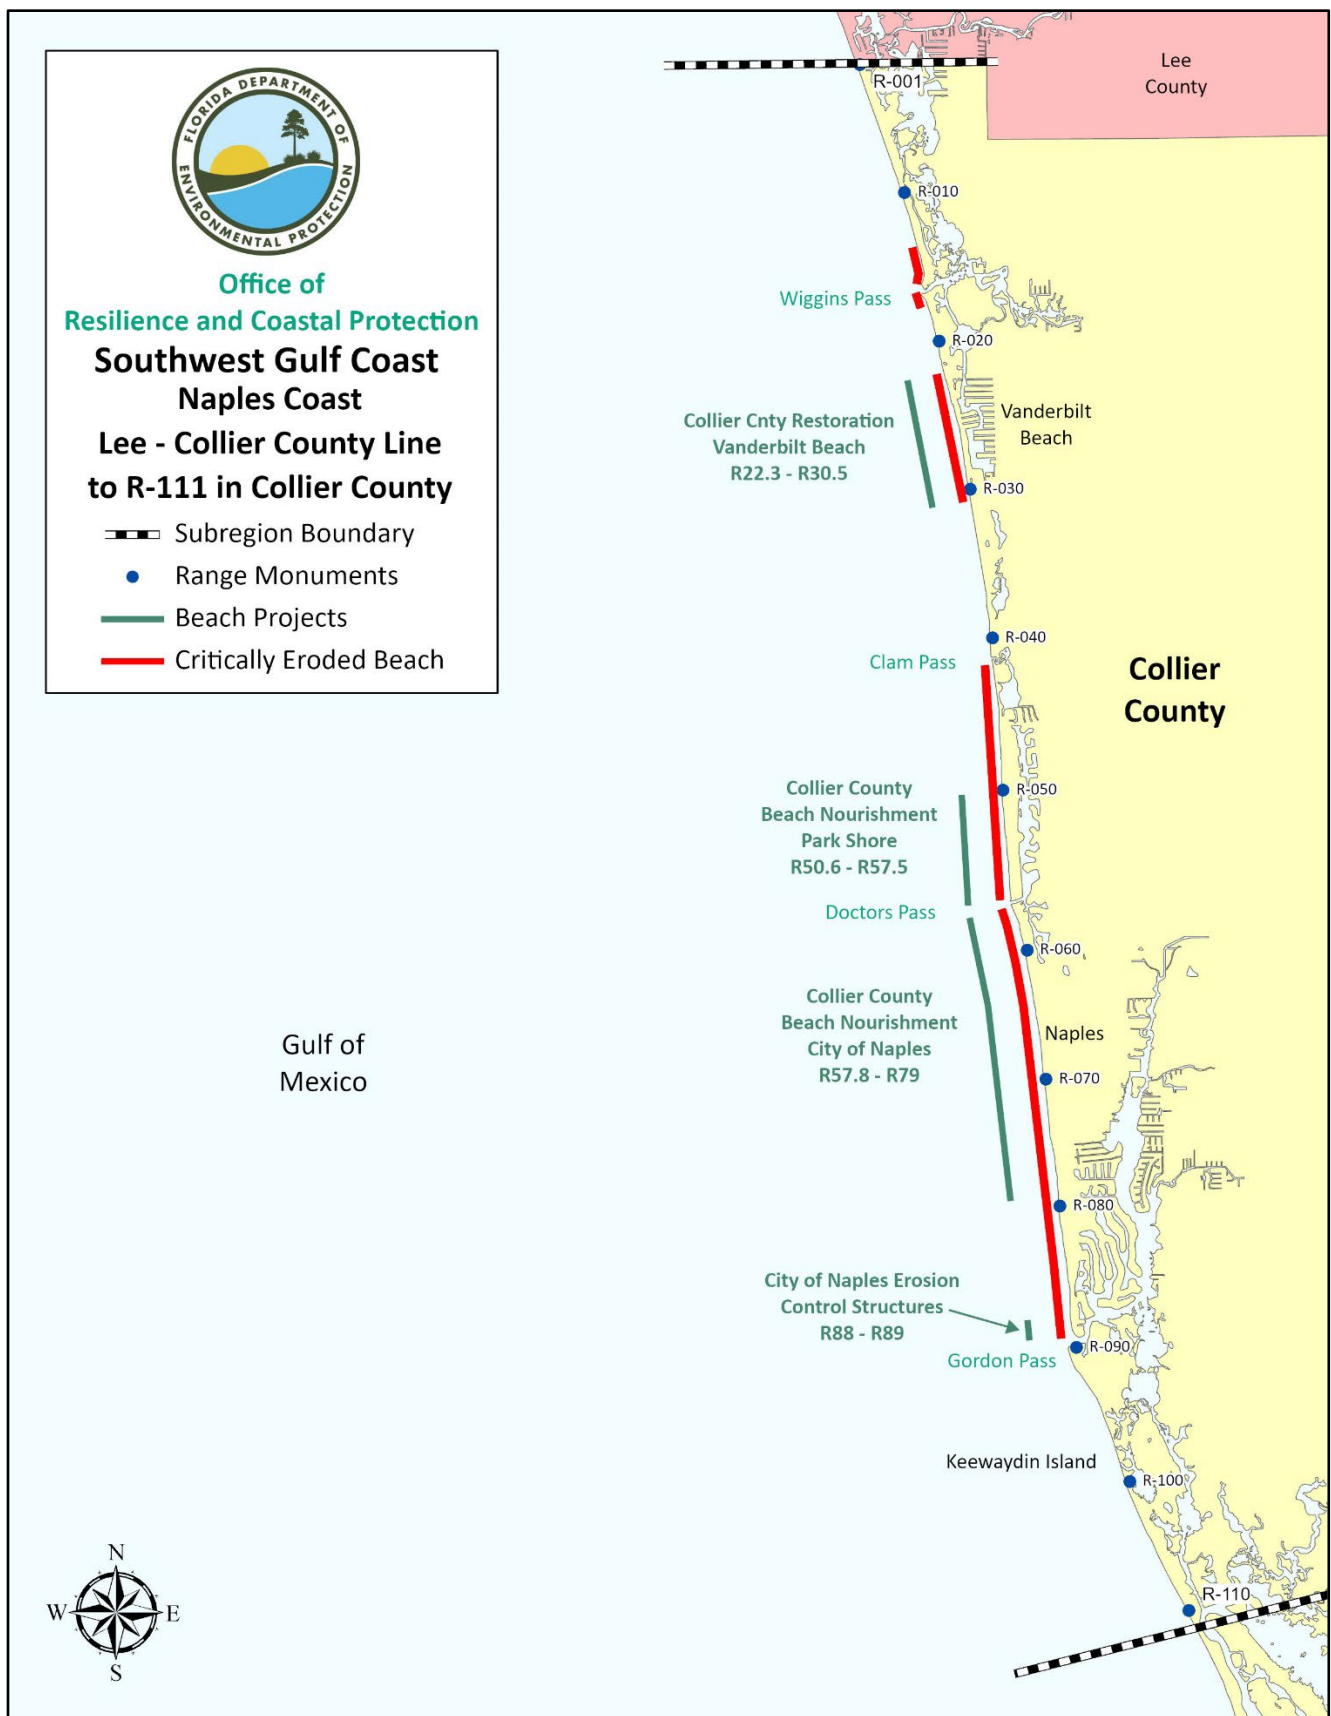 FLORIDA DEPARTMENT OF
ENVIRONMENTAL PROTECTION
Office of
Resilience and Coastal Protection
Southwest Gulf Coast
Naples Coast
Lee - Collier County Line
to R-111 in Collier County
Subregion Boundary
Range Monuments
Beach Projects
Critically Eroded Beach
Lee
County
R-001
R-010
Wiggins Pass
R-020
Collier Cnty Restoration
Vanderbilt Beach
R22.3 - R30.5
Vanderbilt
Beach
R-030
R-040
Clam Pass
Collier
County
Collier County
Beach Nourishment
Park Shore
R50.6 - R57.5
R-050
Doctors Pass
R-060
Collier County
Beach Nourishment
City of Naples
R57.8 - R79
Naples
Gulf of
Mexico
R-070
R-080
City of Naples Erosion
Control Structures
R88 - R89
R-090
Gordon Pass
Keewaydin Island
R-100
R-110
N
W
E
S